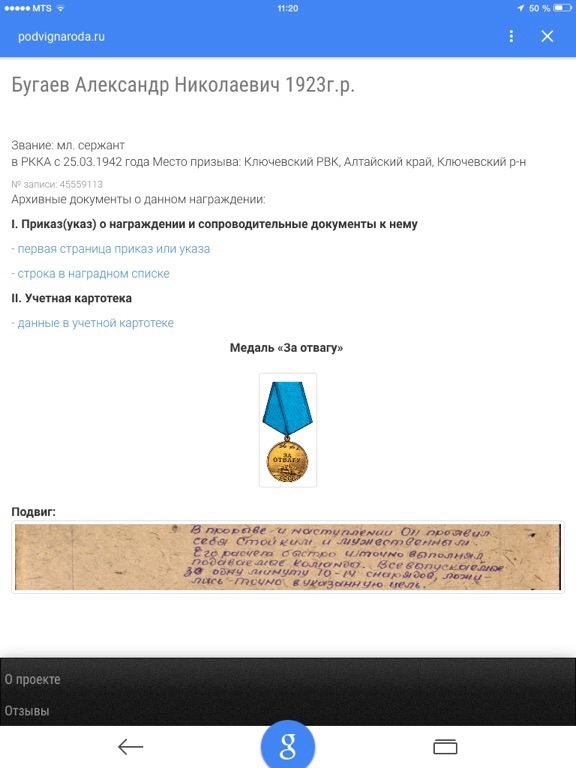 MTS
11:20
50 %
podvignaroda.ru
Бугаев Александр Николаевич 1923г.р.
Звание: мл. сержант
в РККА с 25.03.1942 года Место призыва: Ключевский РВК, Алтайский край, Ключевский р-н
№ записи: 45559113
Архивные документы о данном награждении:
I. Приказ(указ) о награждении и сопроводительные документы к нему
- первая страница приказ или указа
- строка в наградном списке
II. Учетная картотека
- данные в учетной картотеке
Медаль «За отвагу»
ЗА
ОТВАГУ
Подвиг:
В прорыве и наступлении Он проявил
себя Стойким и мужественным.
Его расчет быстро и точно выполнял
подаваемые команды. Все выпускаемые
За одну минуту 10-14 снарядов, ложи-
лись точно в указанную цель.
О проекте
Отзывы
g